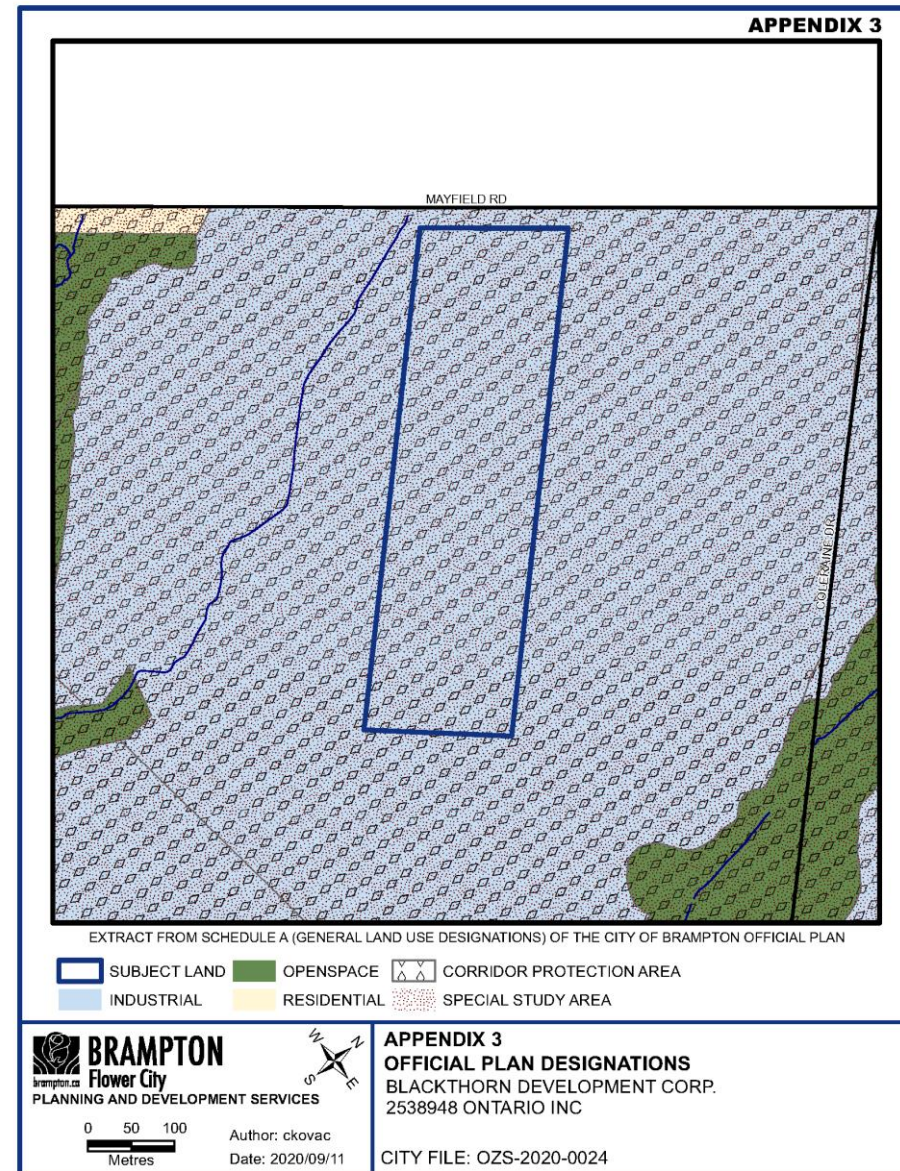 APPENDIX 3
MAYFIELD RD
COLERAINE DR
EXTRACT FROM SCHEDULE A (GENERAL LAND USE DESIGNATIONS) OF THE CITY OF BRAMPTON OFFICIAL PLAN
SUBJECT LAND OPENSPACE CORRIDOR PROTECTION AREA
INDUSTRIAL RESIDENTIAL SPECIAL STUDY AREA
BRAMPTON
brampton.ca Flower City
PLANNING AND DEVELOPMENT SERVICES
W N
S E
0 50 100
Metres
Author: ckovac
Date: 2020/09/11
APPENDIX 3
OFFICIAL PLAN DESIGNATIONS
BLACKTHORN DEVELOPMENT CORP.
2538948 ONTARIO INC
CITY FILE: OZS-2020-0024